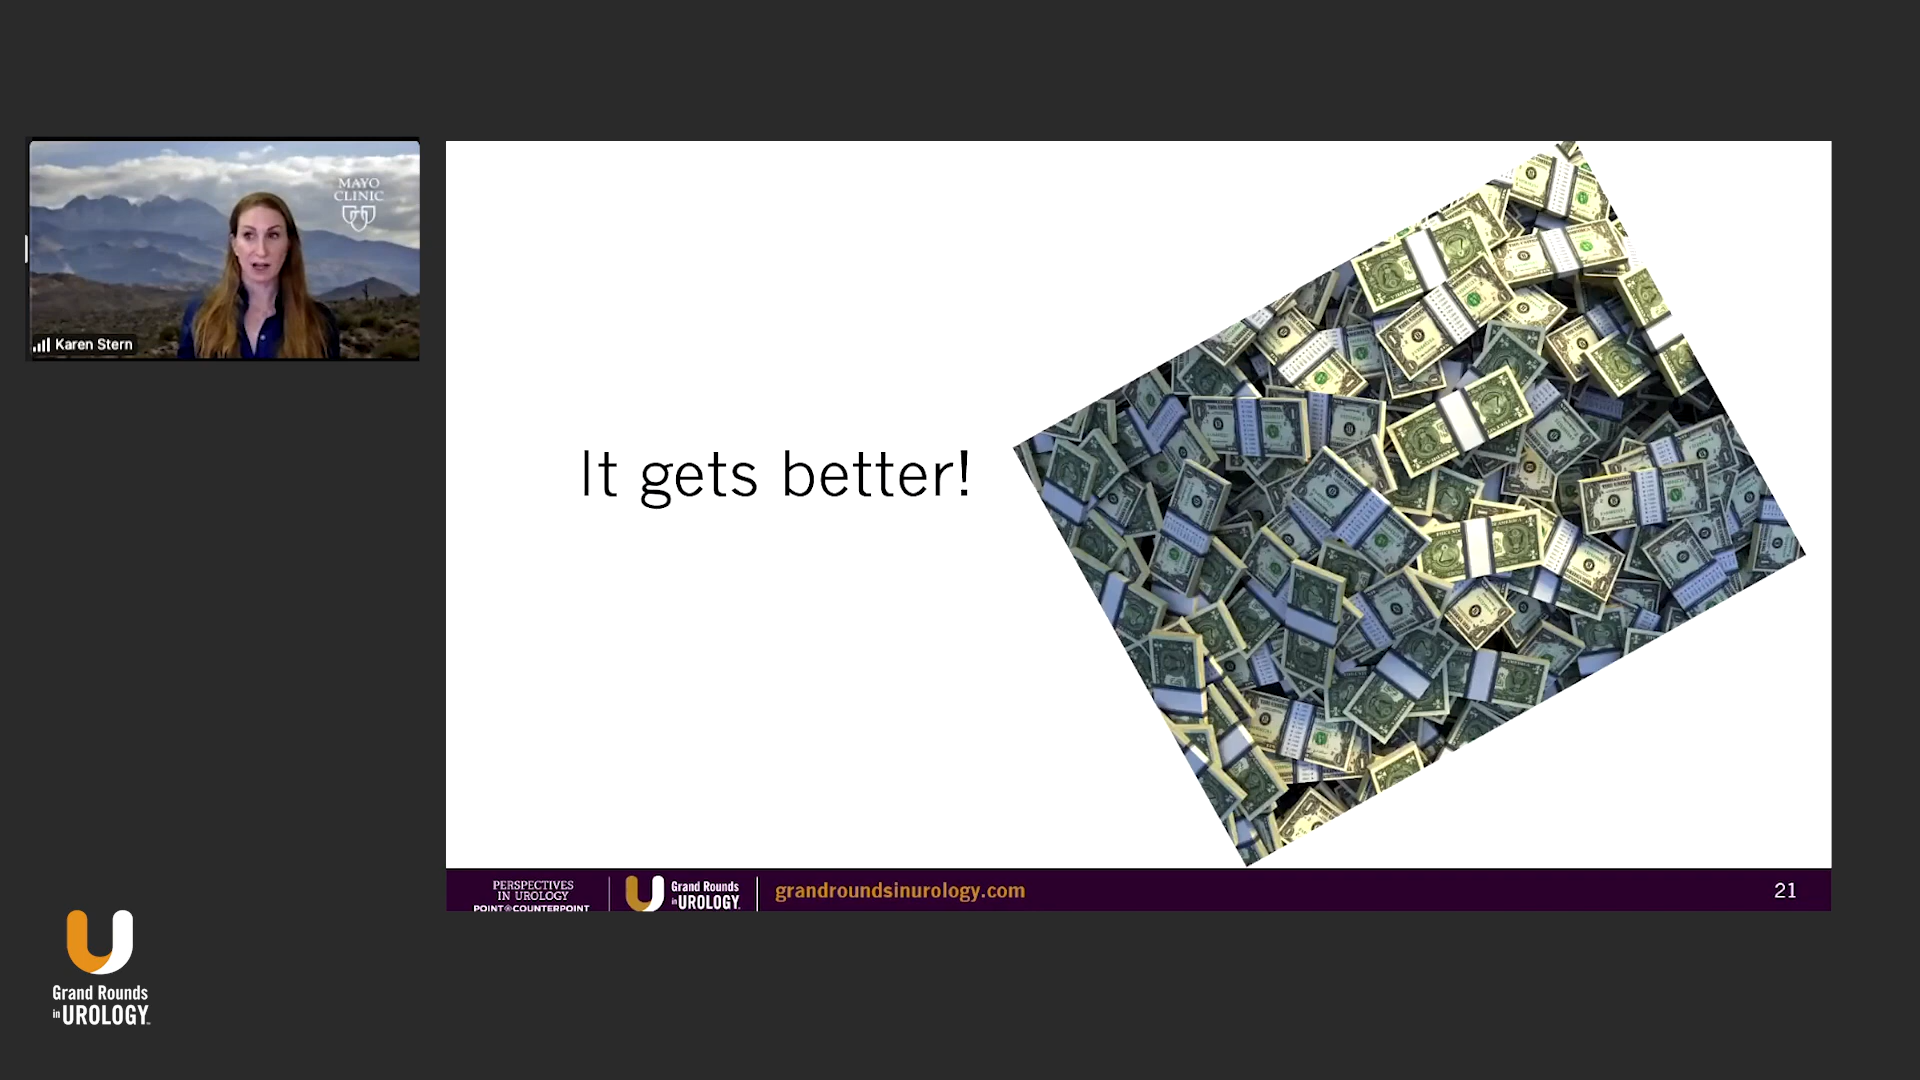 MAYO
CLINIC
Karen Stern
It gets better!
PERSPECTIVES
IN UROLOGY
POINT COUNTERPOINT
Grand Rounds
in UROLOGY
grandroundsinurology.com
21
Grand Rounds
in UROLOGY